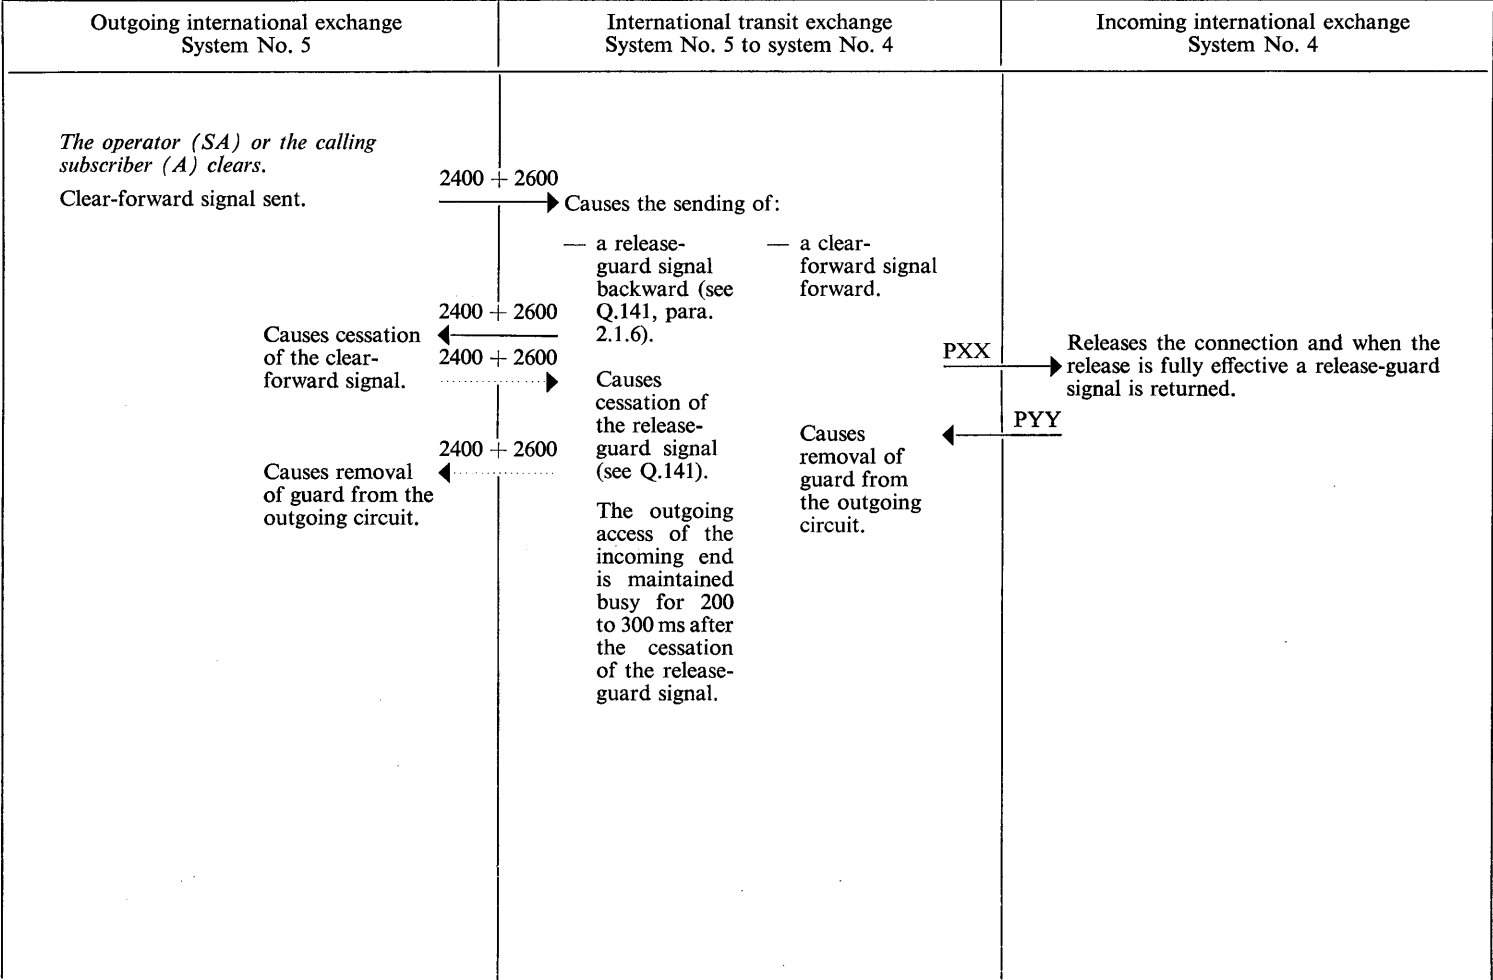 Outgoing international exchange
System No. 5
International transit exchange
System No. 5 to system No. 4
Incoming international exchange
System No. 4
The operator (SA) or the calling
subscriber (A) clears.
Clear-forward signal sent.
2400 + 2600
Causes the sending of:
— a release-
guard signal
backward (see
Q.141, para.
2.1.6).
— a clear-
forward signal
forward.
2400 + 2600
Causes cessation
of the clear-
forward signal.
2400 + 2600
Causes
cessation of
the release-
guard signal
(see Q.141).
PXX
Releases the connection and when the
release is fully effective a release-guard
signal is returned.
PYY
Causes
removal of
guard from
the outgoing
circuit.
2400 + 2600
Causes removal
of guard from the
outgoing circuit.
The outgoing
access of the
incoming end
is maintained
busy for 200
to 300 ms after
the cessation
of the release-
guard signal.